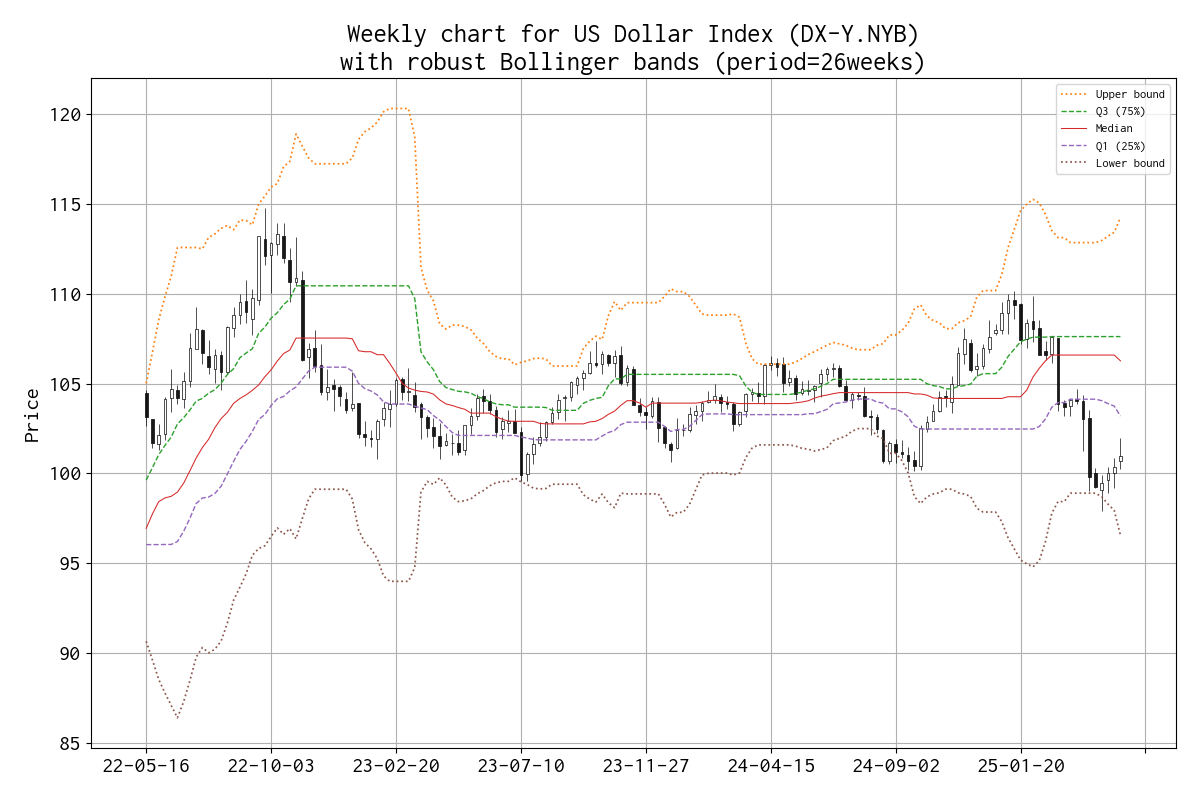 Weekly chart for US Dollar Index (DX-Y.NYB)
with robust Bollinger bands (period=26weeks)
Upper bound
Q3 (75%)
Median
Q1 (25%)
Lower bound
Price
120
115
110
105
100
95
90
85
22-05-16 22-10-03 23-02-20 23-07-10 23-11-27 24-04-15 24-09-02 25-01-20